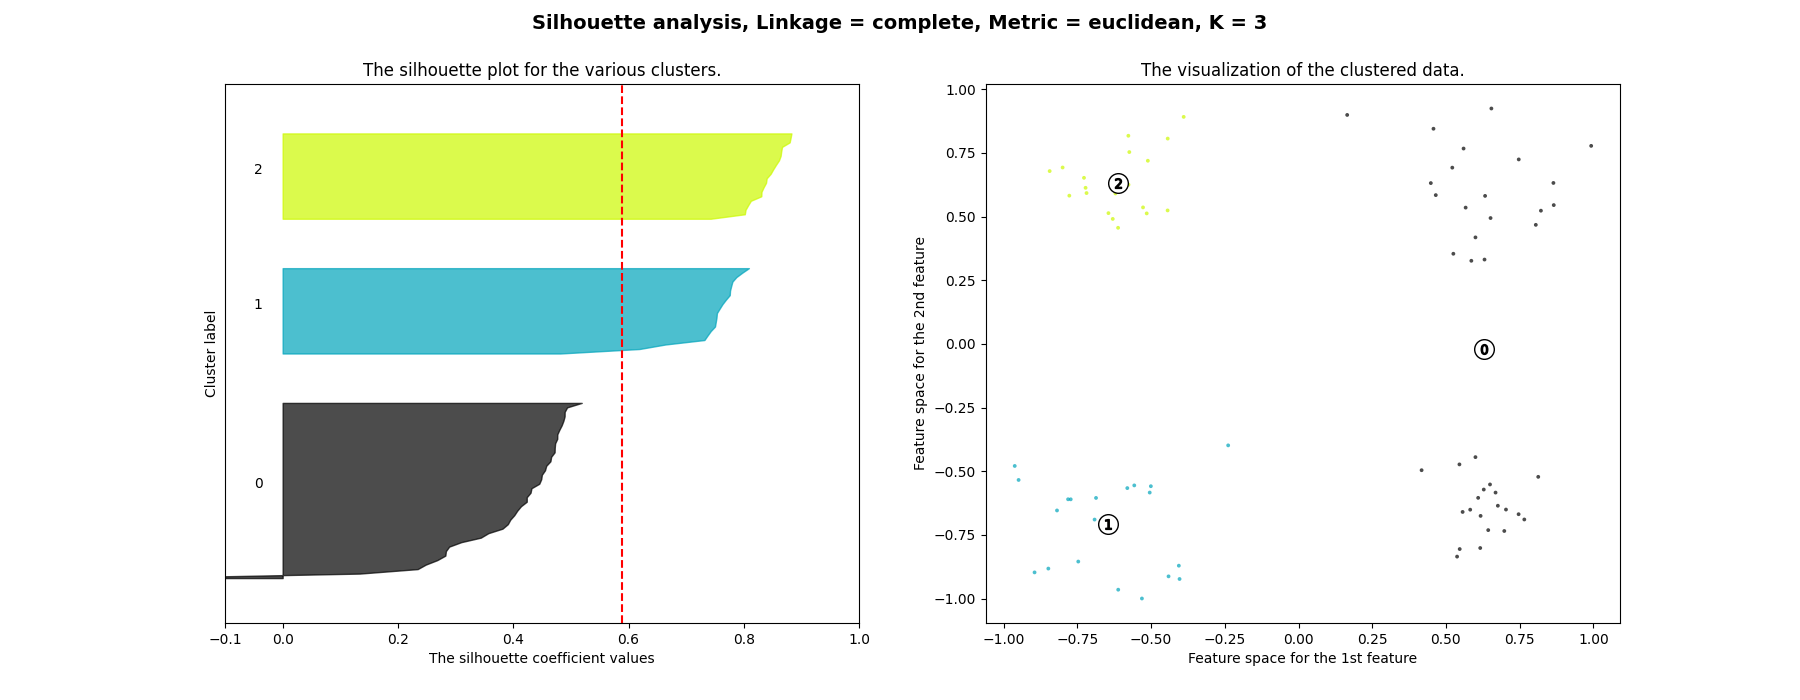 Silhouette analysis, Linkage = complete, Metric = euclidean, K = 3
The silhouette plot for the various clusters.
2
1
0
Cluster label
−0.1 0.0 0.2 0.4 0.6 0.8 1.0
The silhouette coefficient values
The visualization of the clustered data.
1.00
0.75
0.50
0.25
0.00
−0.25
−0.50
−0.75
−1.00
Feature space for the 2nd feature
2
0
1
−1.00 −0.75 −0.50 −0.25 0.00 0.25 0.50 0.75 1.00
Feature space for the 1st feature